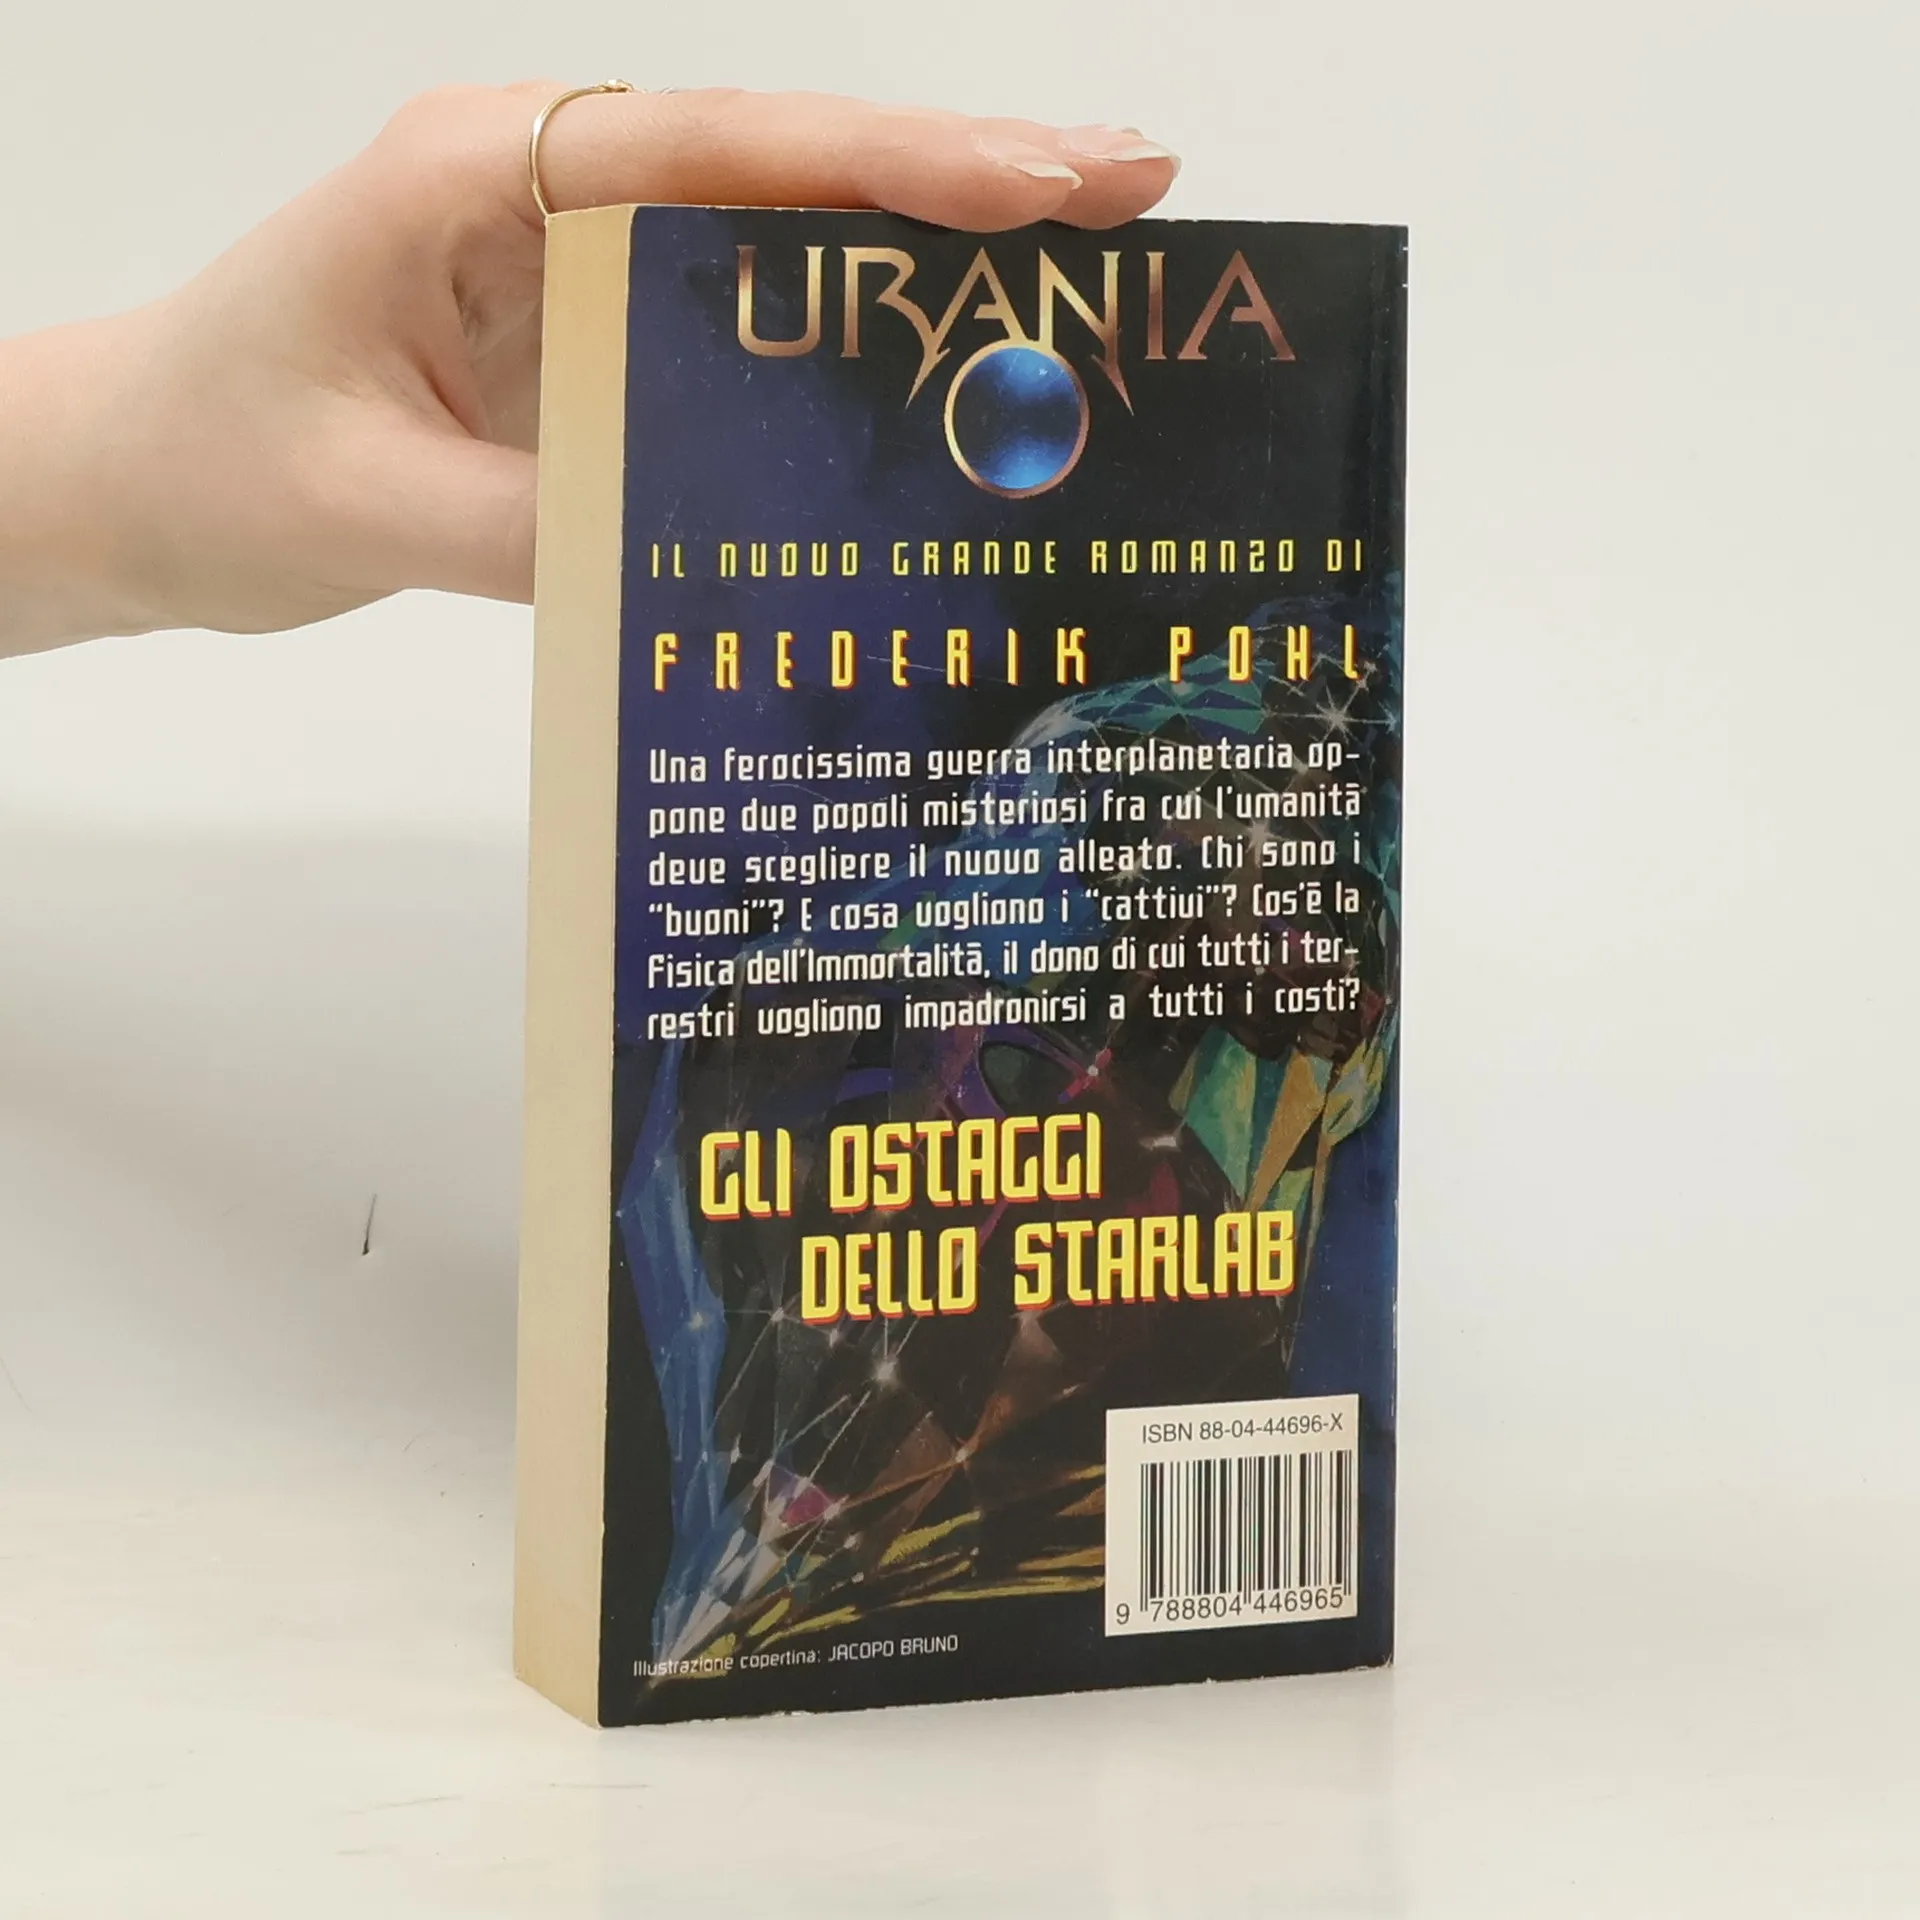 URANIA
IL NUOVO GRANDE ROMANZO DI
FREDERIK POHL
Una ferocissima guerra interplanetaria op-
pone due popoli misteriosi fra cui l'umanità
deve scegliere il nuovo alleato. Chi sono i
“buoni”? E cosa vogliono i “cattivi”? Cos'è la
Fisica dell'Immortalità, il dono di cui tutti i ter-
restri vogliono impadronirsi a tutti i costi?
GLI OSTAGGI
DELLO STARLAB
ISBN 88-04-44696-X
9 788804 446965
Illustrazione copertina: JACOPO BRUNO